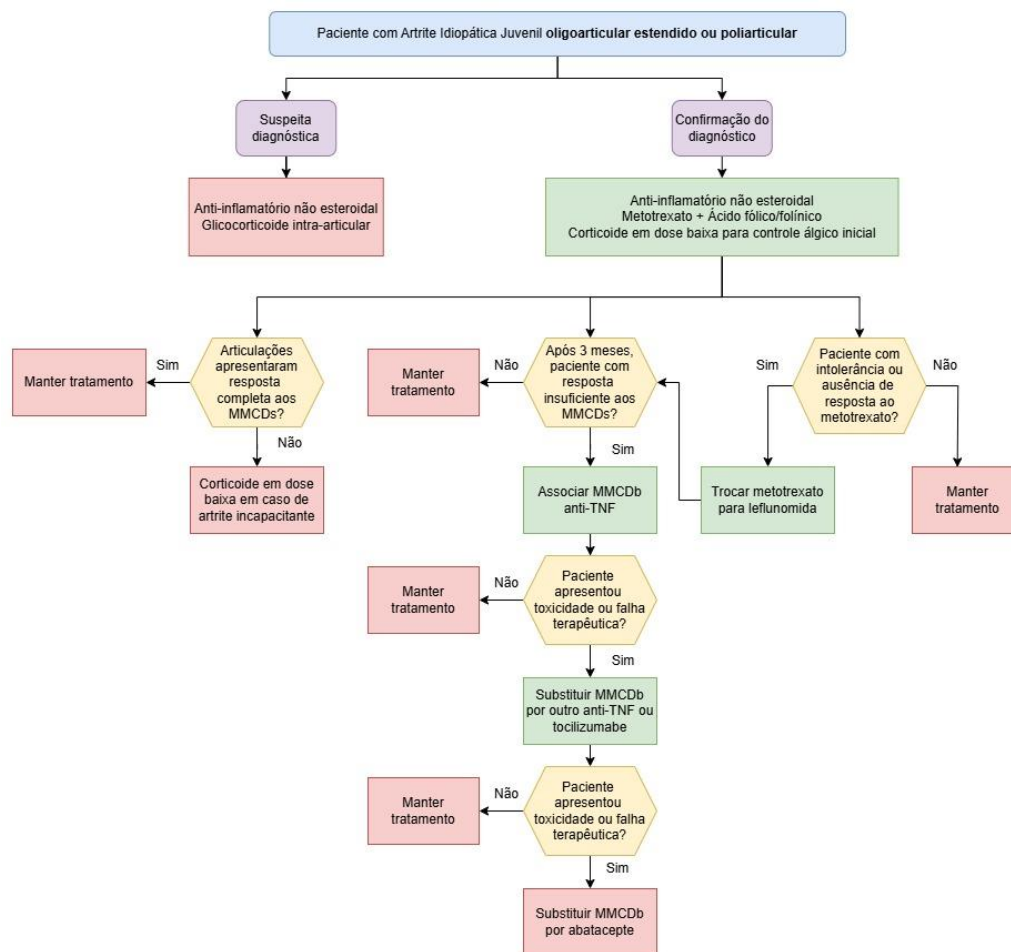 Paciente com Artrite Idiopática Juvenil oligoarticular estendido ou poliarticular
Suspeita
diagnóstica
Confirmação do
diagnóstico
Anti-inflamatório não esteroidal
Glicocorticoide intra-articular
Anti-inflamatório não esteroidal
Metotrexato + Ácido fólico/folínico
Corticoide em dose baixa para controle álgico inicial
Manter tratamento
Sim
Articulações
apresentaram
resposta
completa aos
MMCDs?
Não
Corticoide em dose
baixa em caso de
artrite incapacitante
Manter tratamento
Não
Após 3 meses,
paciente com
resposta
insuficiente aos
MMCDs?
Sim
Associar MMCDb
anti-TNF
Sim
Paciente com
intolerância ou
ausência de
resposta ao
metotrexato?
Não
Trocar metotrexato
para leflunomida
Manter
tratamento
Manter
tratamento
Não
Paciente
apresentou
toxicidade ou falha
terapêutica?
Sim
Substituir MMCDb
por outro anti-TNF ou
tocilizumabe
Manter
tratamento
Não
Paciente
apresentou
toxicidade ou falha
terapêutica?
Sim
Substituir MMCDb
por abatacepte